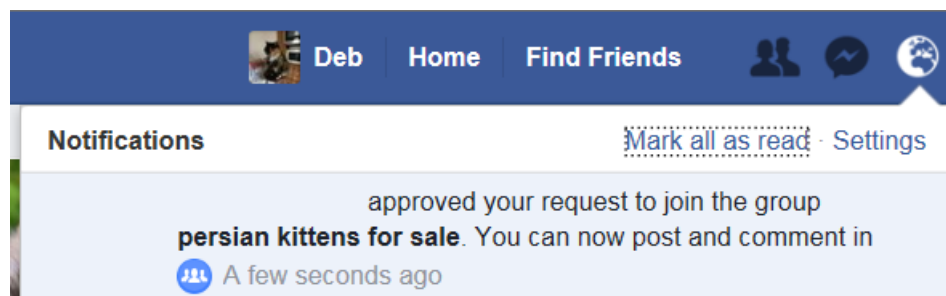 Deb Home Find Friends
Notifications Mark all as read · Settings
approved your request to join the group
persian kittens for sale. You can now post and comment in
A few seconds ago